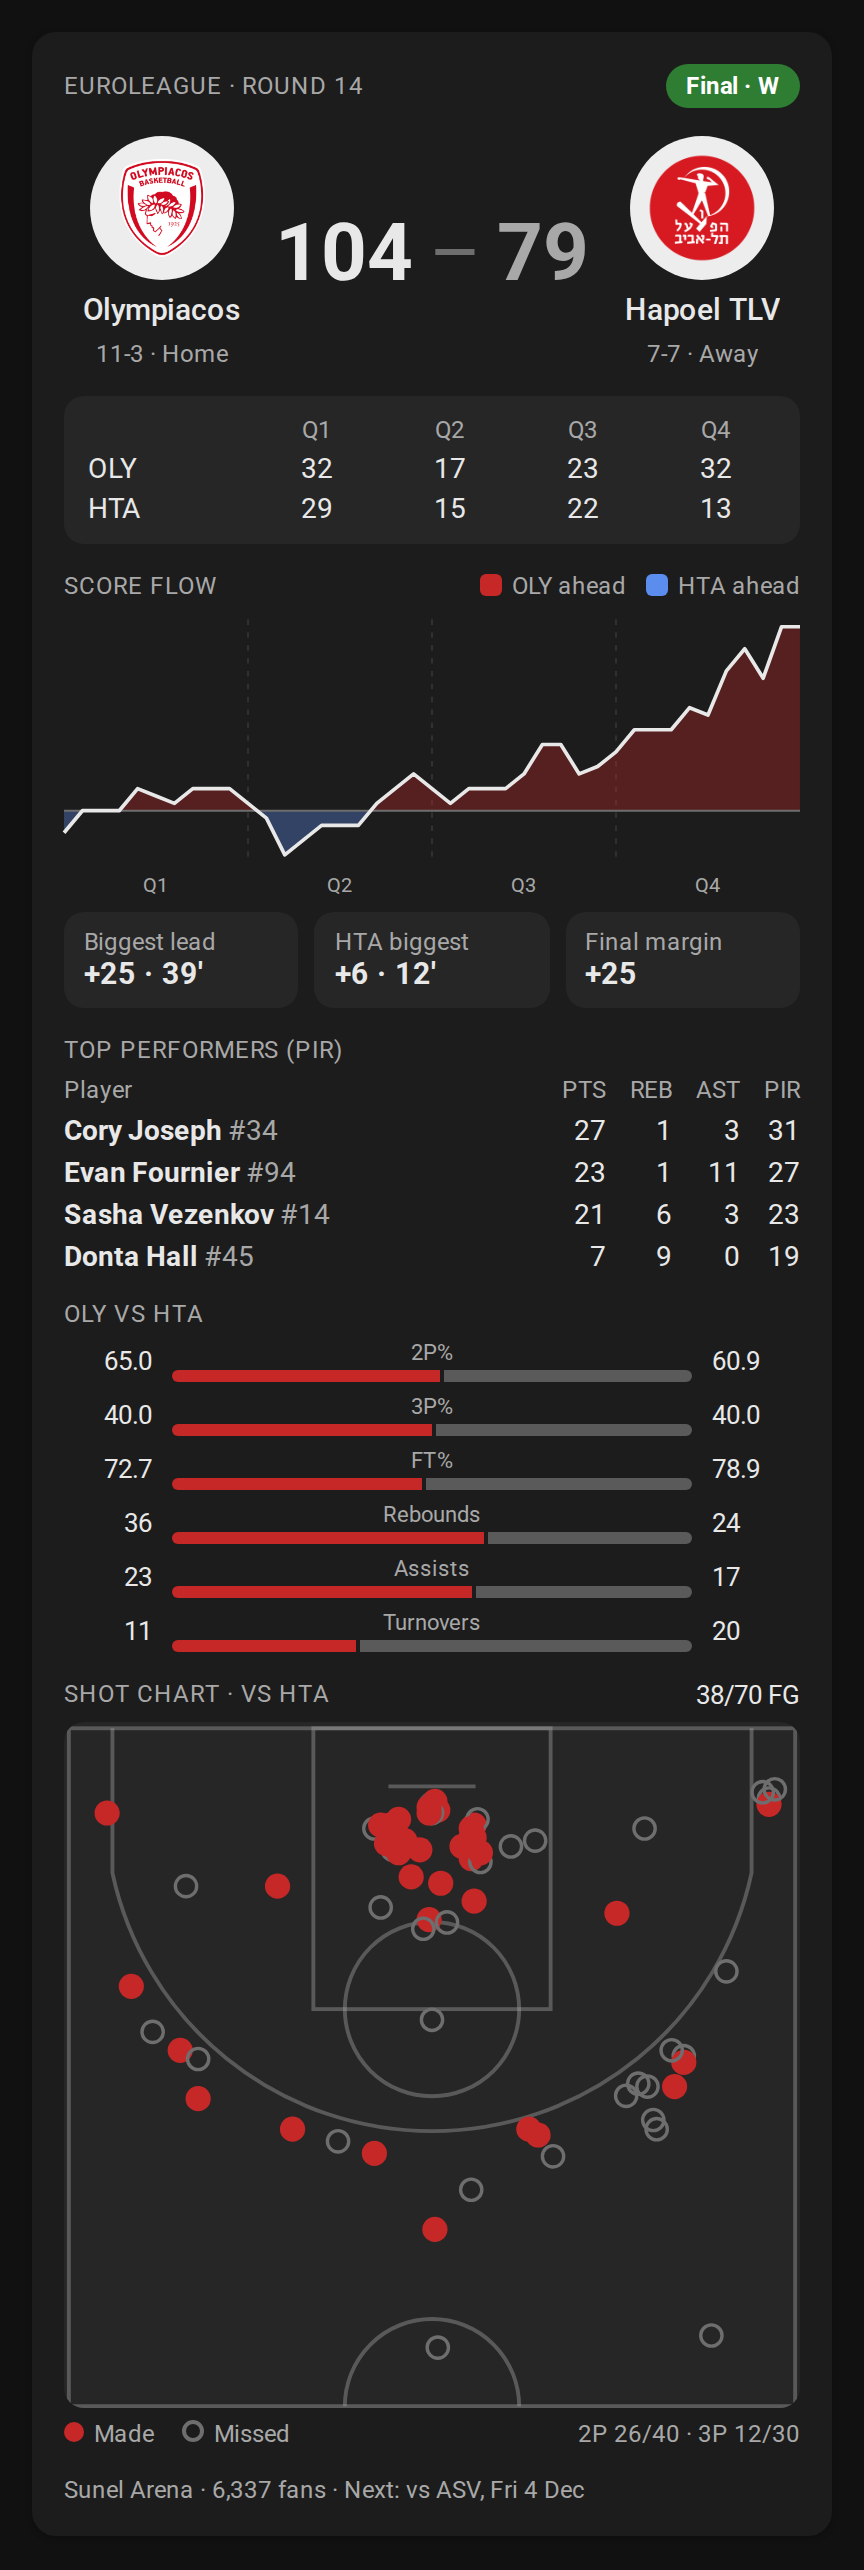 EUROLEAGUE · ROUND 14
Final · W
OLYMPIACOS
BASKETBALL
1925
הפועל
תל-אביב
104 – 79
Olympiacos
Hapoel TLV
11-3 · Home
7-7 · Away
Q1 Q2 Q3 Q4
OLY 32 17 23 32
HTA 29 15 22 13
SCORE FLOW
OLY ahead
HTA ahead
Q1 Q2 Q3 Q4
Biggest lead
+25 · 39'
HTA biggest
+6 · 12'
Final margin
+25
TOP PERFORMERS (PIR)
Player PTS REB AST PIR
Cory Joseph #34 27 1 3 31
Evan Fournier #94 23 1 11 27
Sasha Vezenkov #14 21 6 3 23
Donta Hall #45 7 9 0 19
OLY VS HTA
65.0 2P% 60.9
40.0 3P% 40.0
72.7 FT% 78.9
36 Rebounds 24
23 Assists 17
11 Turnovers 20
SHOT CHART · VS HTA
38/70 FG
Made
Missed
2P 26/40 · 3P 12/30
Sunel Arena · 6,337 fans · Next: vs ASV, Fri 4 Dec